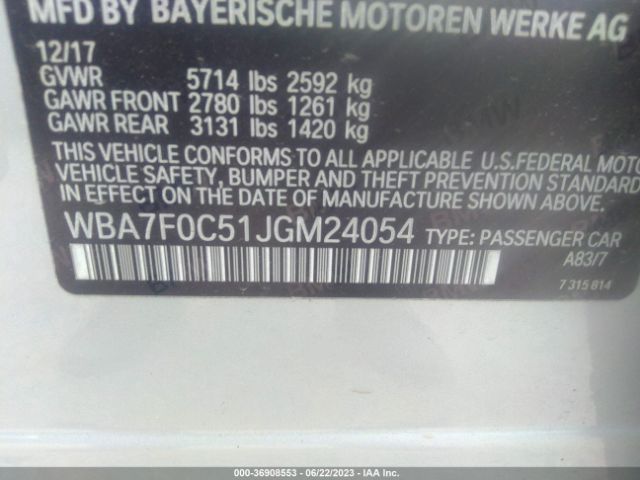 MFD BY BAYERISCHE MOTOREN WERKE AG
12/17
GVWR 5714 lbs 2592 kg
GAWR FRONT 2780 lbs 1261 kg
GAWR REAR 3131 lbs 1420 kg
THIS VEHICLE CONFORMS TO ALL APPLICABLE U.S.FEDERAL MOTO
VEHICLE SAFETY, BUMPER AND THEFT PREVENTION STANDARDS
IN EFFECT ON THE DATE OF MANUFACTURE SHOWN ABOVE.
WBA7F0C51JGM24054 TYPE: PASSENGER CAR
A83/7
7 315 814
000-36908553 - 06/22/2023 - IAAI.COM